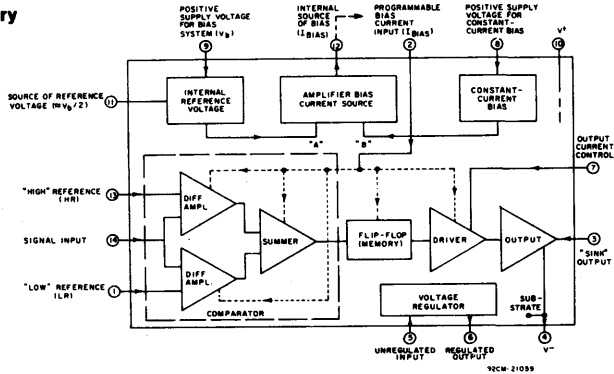 ry
POSITIVE
SUPPLY VOLTAGE
FOR BIAS
SYSTEM (Vb)
9
INTERNAL
SOURCE
OF BIAS
(IBIAS)
12
PROGRAMMABLE
BIAS
CURRENT
INPUT (IBIAS)
2
POSITIVE SUPPLY
VOLTAGE FOR
CONSTANT-
CURRENT BIAS
8
V+
10
SOURCE OF REFERENCE
VOLTAGE (≈Vb/2)
11
INTERNAL
REFERENCE
VOLTAGE
AMPLIFIER BIAS
CURRENT SOURCE
CONSTANT-
CURRENT
BIAS
"A"
"B"
OUTPUT
CURRENT
CONTROL
7
"HIGH" REFERENCE
(HR)
13
DIFF
AMPL.
SIGNAL INPUT
14
SUMMER
FLIP-FLOP
(MEMORY)
DRIVER
OUTPUT
3
"SINK"
OUTPUT
"LOW" REFERENCE
(LR)
1
DIFF
AMPL.
COMPARATOR
VOLTAGE
REGULATOR
SUB-
STRATE
5
UNREGULATED
INPUT
6
REGULATED
OUTPUT
4
V−
92CM-21059